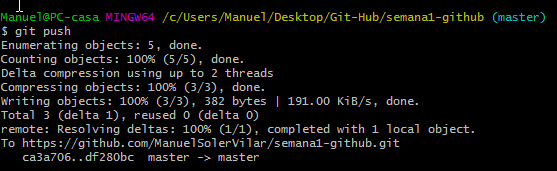 Manuel@PC-casa MINGW64 /c/Users/Manuel/Desktop/Git-Hub/semana1-github (master)
$ git push
Enumerating objects: 5, done.
Counting objects: 100% (5/5), done.
Delta compression using up to 2 threads
Compressing objects: 100% (3/3), done.
Writing objects: 100% (3/3), 382 bytes | 191.00 KiB/s, done.
Total 3 (delta 1), reused 0 (delta 0)
remote: Resolving deltas: 100% (1/1), completed with 1 local object.
To https://github.com/ManuelSolerVilar/semana1-github.git
   ca3a706..df280bc  master -> master